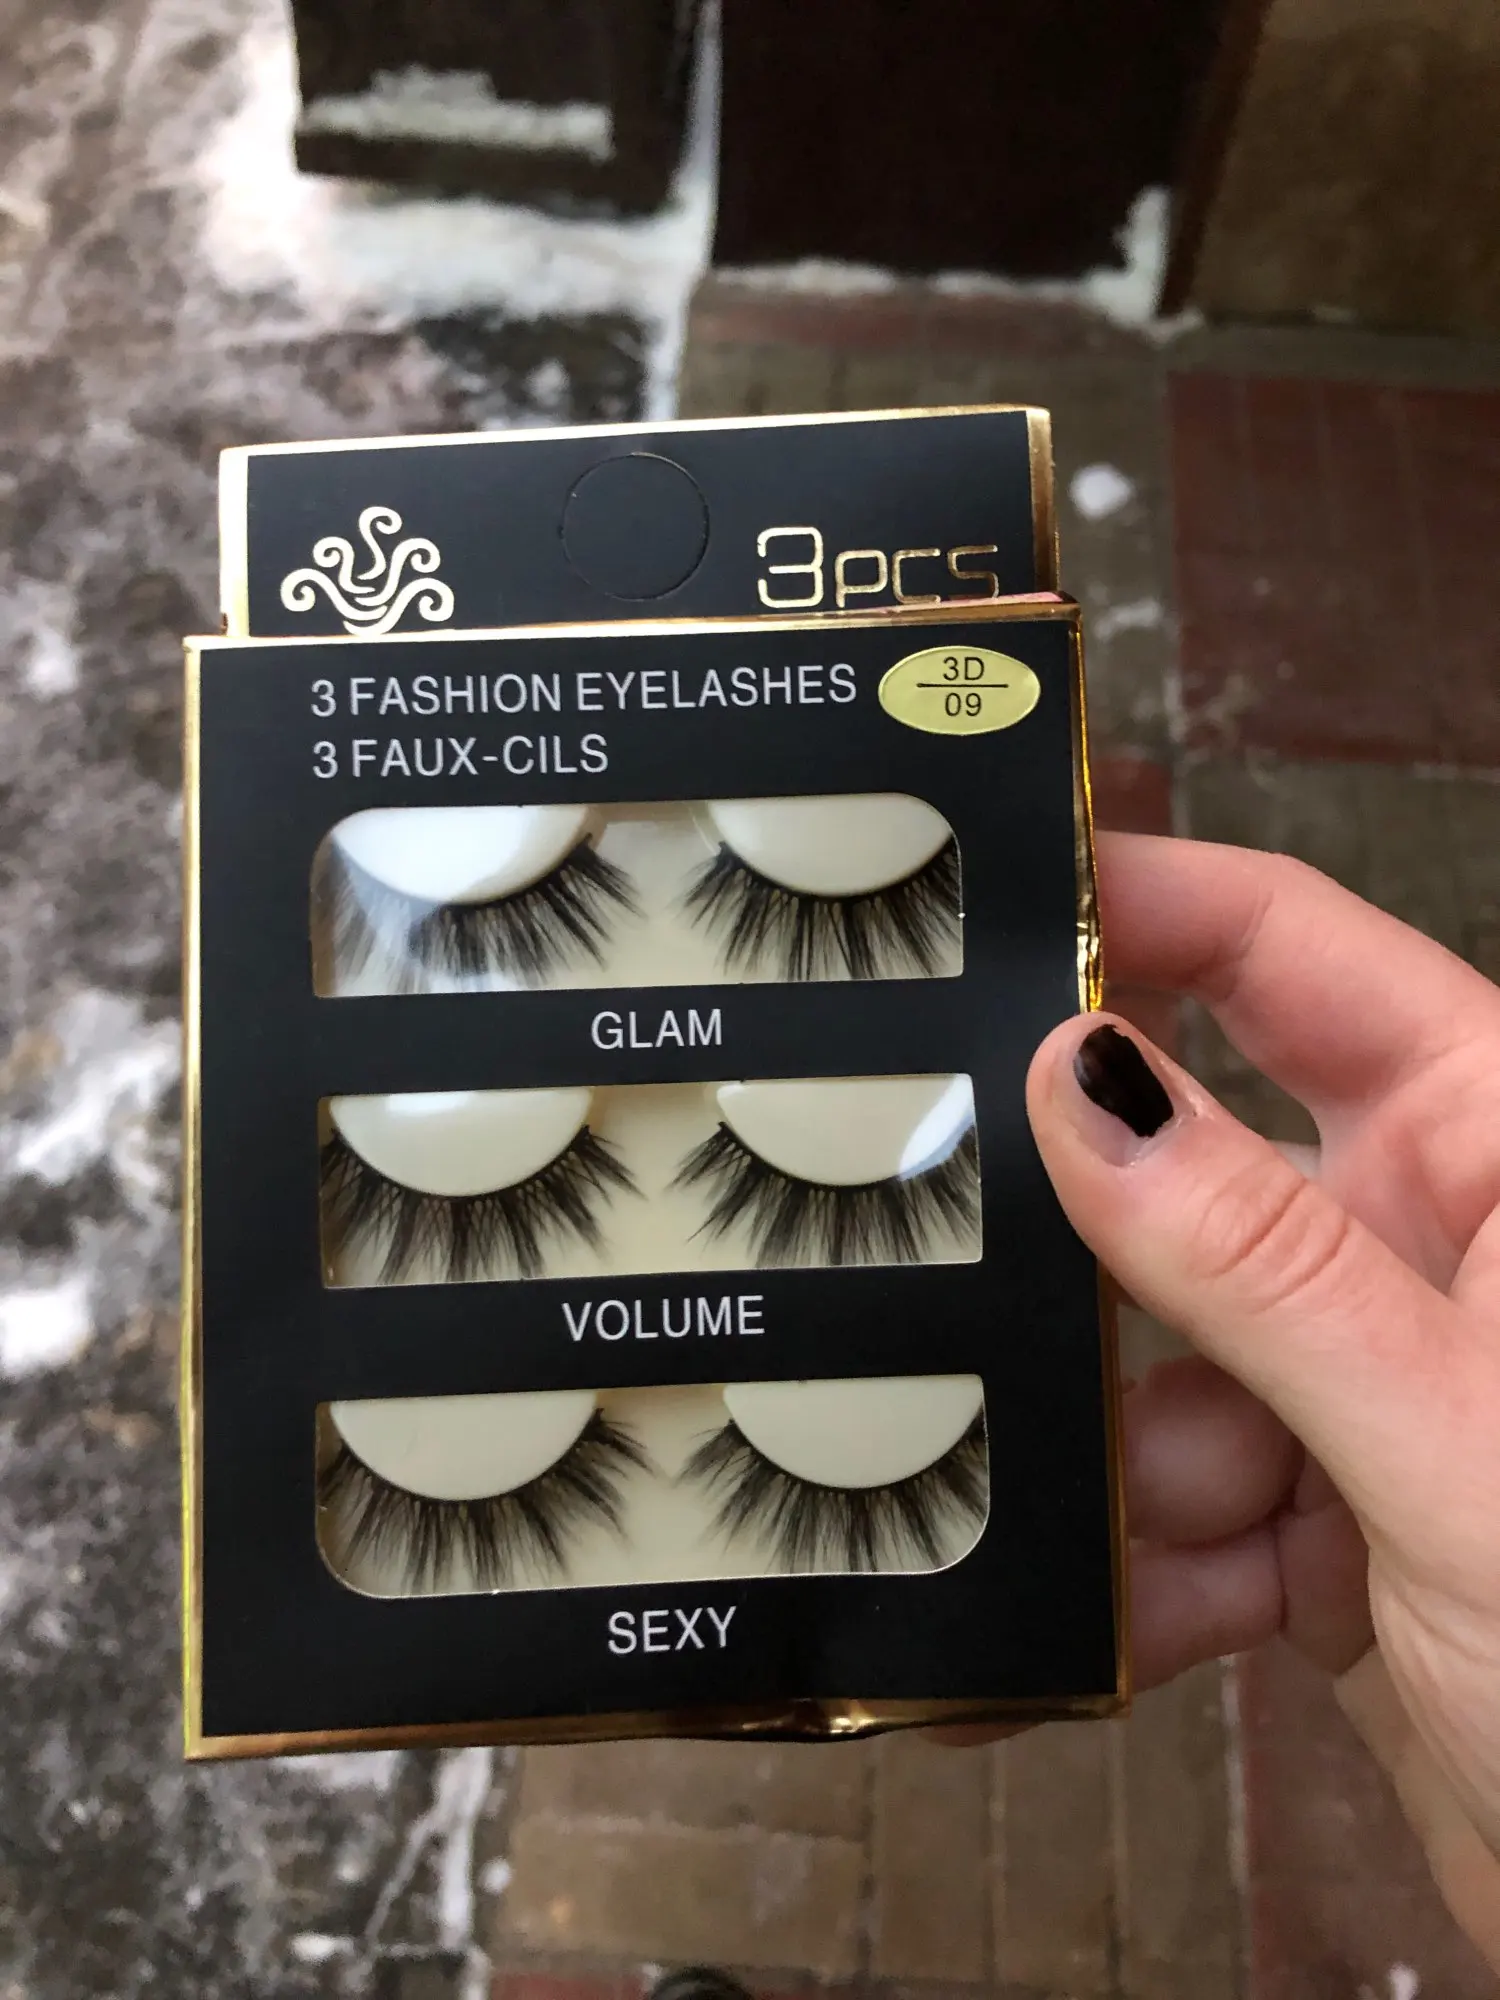 3pcs
3 FASHION EYELASHES
3 FAUX-CILS
3D
09
GLAM
VOLUME
SEXY